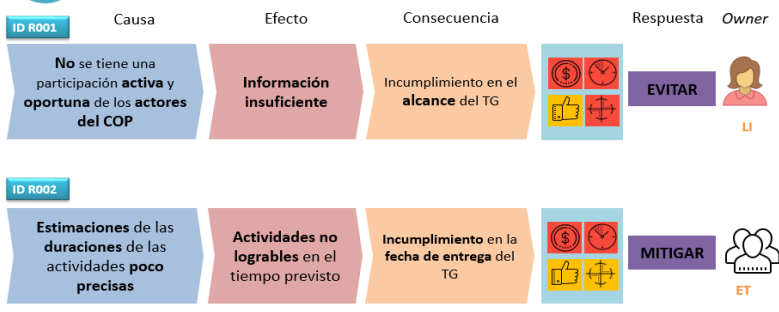 Causa Efecto Consecuencia Respuesta Owner
ID R001
No se tiene una
participación activa y
oportuna de los actores
del COP
Información
insuficiente
Incumplimiento en el
alcance del TG
$
EVITAR
LI
ID R002
Estimaciones de las
duraciones de las
actividades poco
precisas
Actividades no
logrables en el
tiempo previsto
Incumplimiento en la
fecha de entrega del
TG
$
MITIGAR
ET